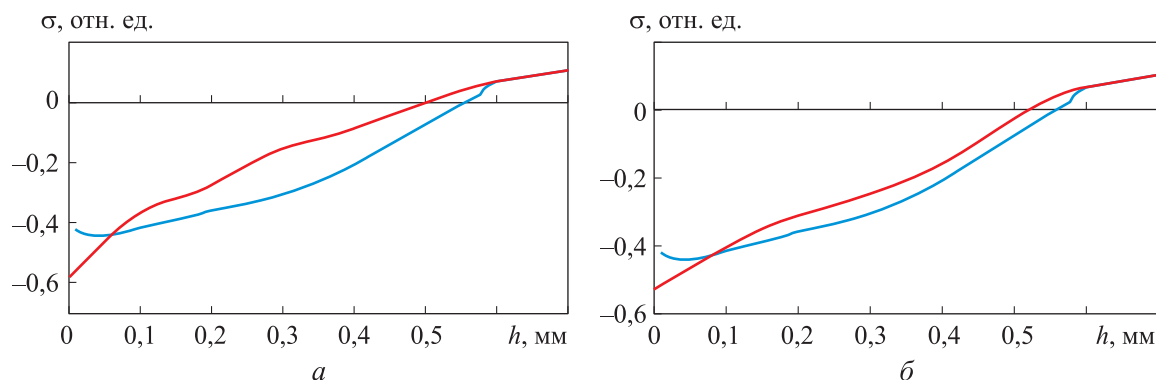 σ, отн. ед.
0
–0,2
–0,4
–0,6
0 0,1 0,2 0,3 0,4 0,5 h, мм
а
σ, отн. ед.
0
–0,2
–0,4
–0,6
0 0,1 0,2 0,3 0,4 0,5 h, мм
б